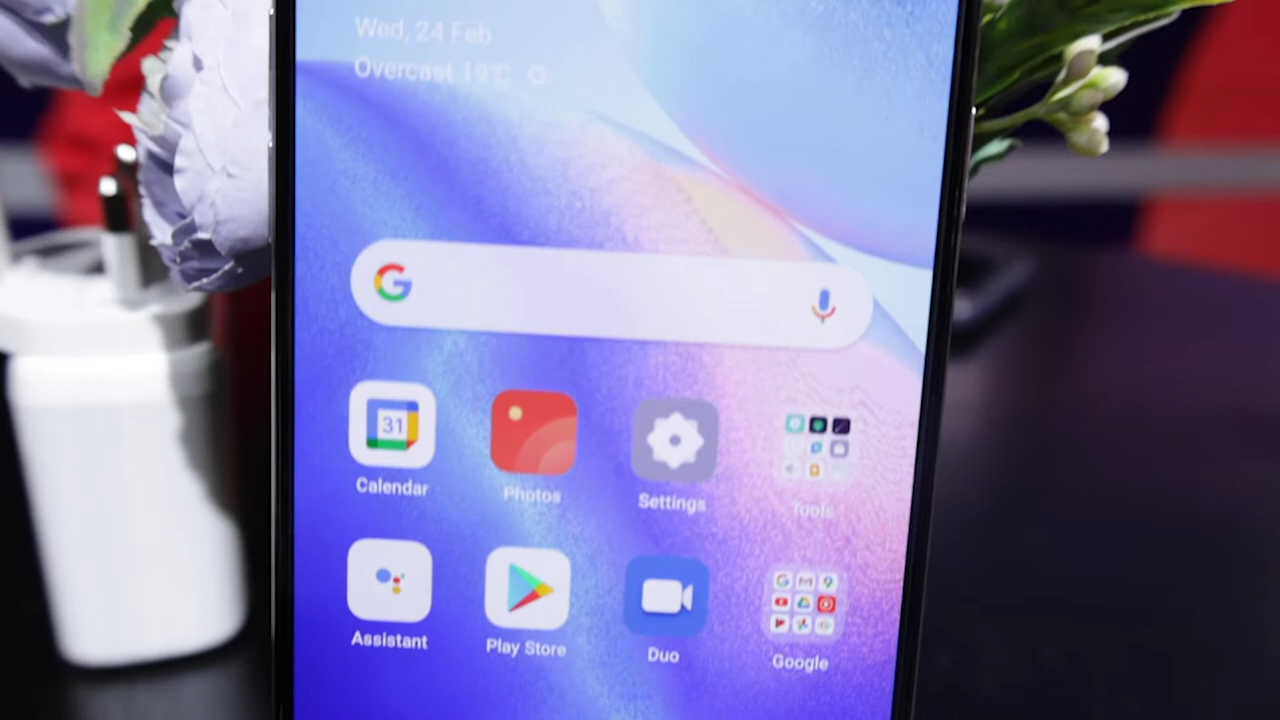 Wed, 24 Feb
Overcast 19°C
G
31
Calendar
Photos
Settings
Tools
Assistant
Play Store
Duo
Google